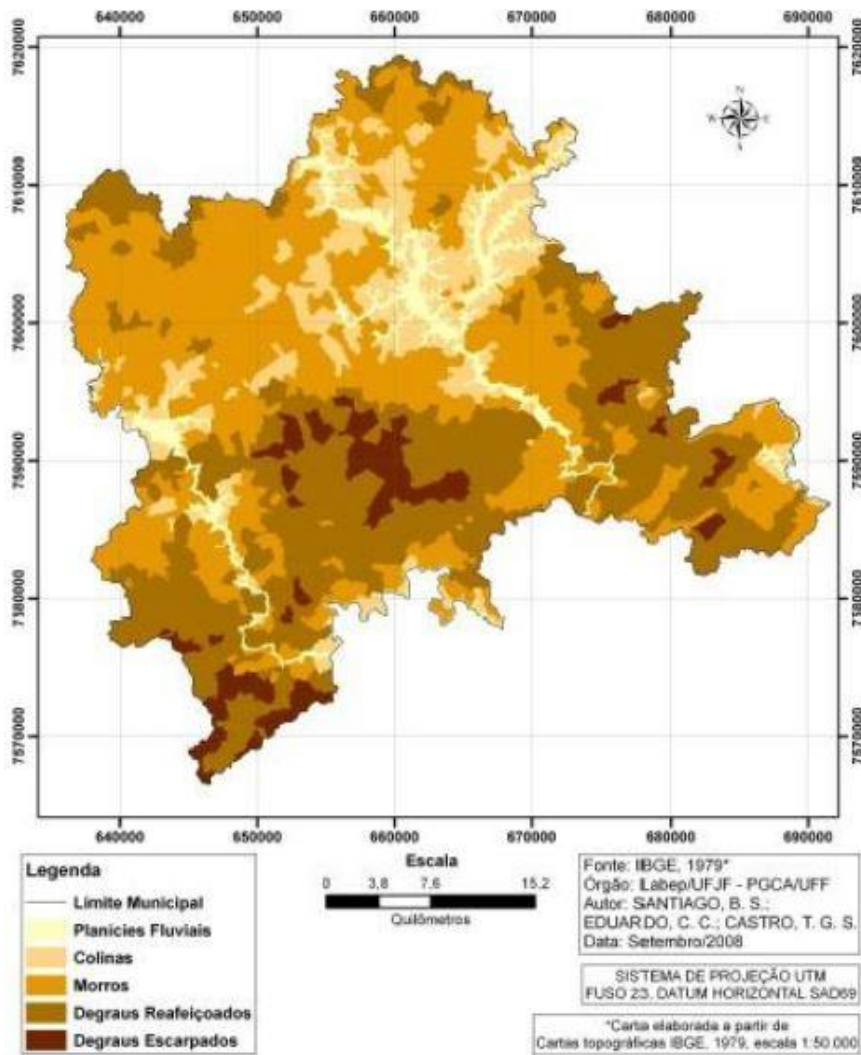 640000 650000 660000 670000 680000 690000
7620000 7620000
N
W E
S
7610000 7610000
7600000 7600000
7590000 7590000
7580000 7580000
7570000 7570000
640000 650000 660000 670000 680000 690000
Legenda
Limite Municipal
Planicies Fluviais
Colinas
Morros
Degraus Reafeiçoados
Degraus Escarpados
Escala
0 3,8 7,6 15,2
Quilômetros
Fonte: IBGE, 1979*
Órgão: Labep/UFJF - PGCA/UFF
Autor: SANTIAGO, B. S.;
EDUARDO, C. C.; CASTRO, T. G. S.
Data: Setembro/2008
SISTEMA DE PROJEÇÃO UTM
FUSO 23. DATUM HORIZONTAL SAD69
*Carta elaborada a partir de
Cartas topográficas IBGE, 1979, escala 1:50.000